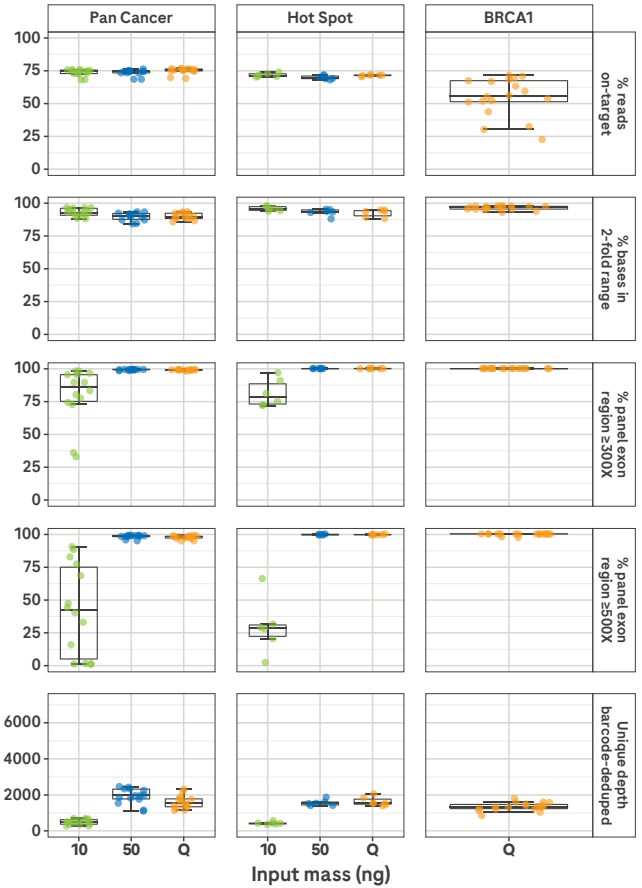 Pan Cancer
Hot Spot
BRCA1
100
75
50
25
0
% reads
on-target
100
75
50
25
0
% bases in
2-fold range
100
75
50
25
0
% panel exon
region ≥300X
100
75
50
25
0
% panel exon
region ≥500X
6000
4000
2000
0
Unique depth
barcode-deduped
10
50
Q
10
50
Q
Q
Input mass (ng)